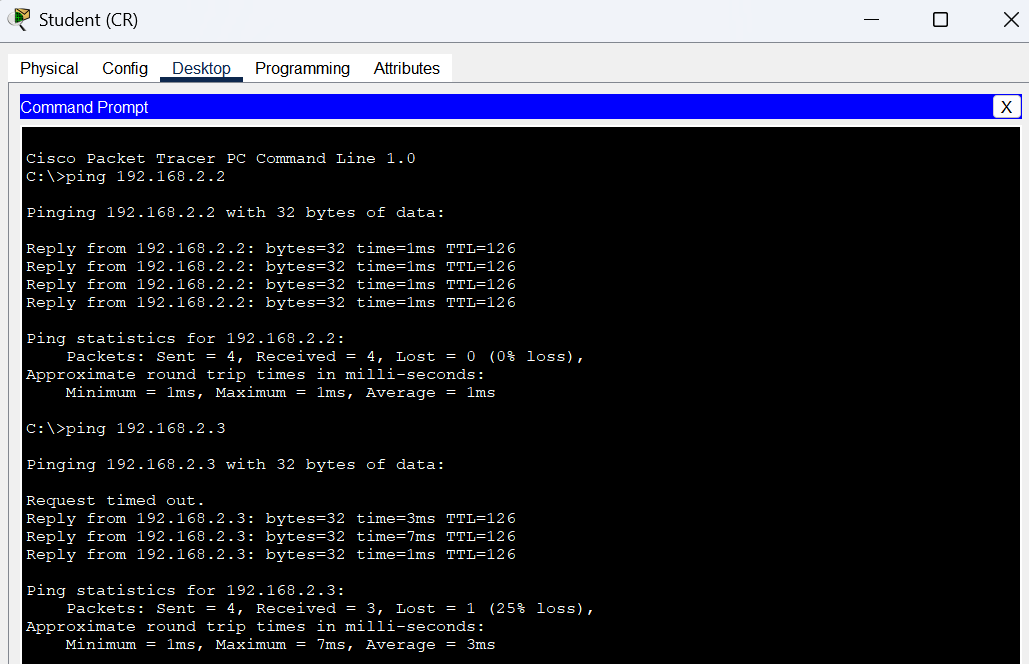 Student (CR)
Physical Config Desktop Programming Attributes
Command Prompt
X
Cisco Packet Tracer PC Command Line 1.0
C:\>ping 192.168.2.2
Pinging 192.168.2.2 with 32 bytes of data:
Reply from 192.168.2.2: bytes=32 time=1ms TTL=126
Reply from 192.168.2.2: bytes=32 time=1ms TTL=126
Reply from 192.168.2.2: bytes=32 time=1ms TTL=126
Reply from 192.168.2.2: bytes=32 time=1ms TTL=126
Ping statistics for 192.168.2.2:
Packets: Sent = 4, Received = 4, Lost = 0 (0% loss),
Approximate round trip times in milli-seconds:
Minimum = 1ms, Maximum = 1ms, Average = 1ms
C:\>ping 192.168.2.3
Pinging 192.168.2.3 with 32 bytes of data:
Request timed out.
Reply from 192.168.2.3: bytes=32 time=3ms TTL=126
Reply from 192.168.2.3: bytes=32 time=7ms TTL=126
Reply from 192.168.2.3: bytes=32 time=1ms TTL=126
Ping statistics for 192.168.2.3:
Packets: Sent = 4, Received = 3, Lost = 1 (25% loss),
Approximate round trip times in milli-seconds:
Minimum = 1ms, Maximum = 7ms, Average = 3ms